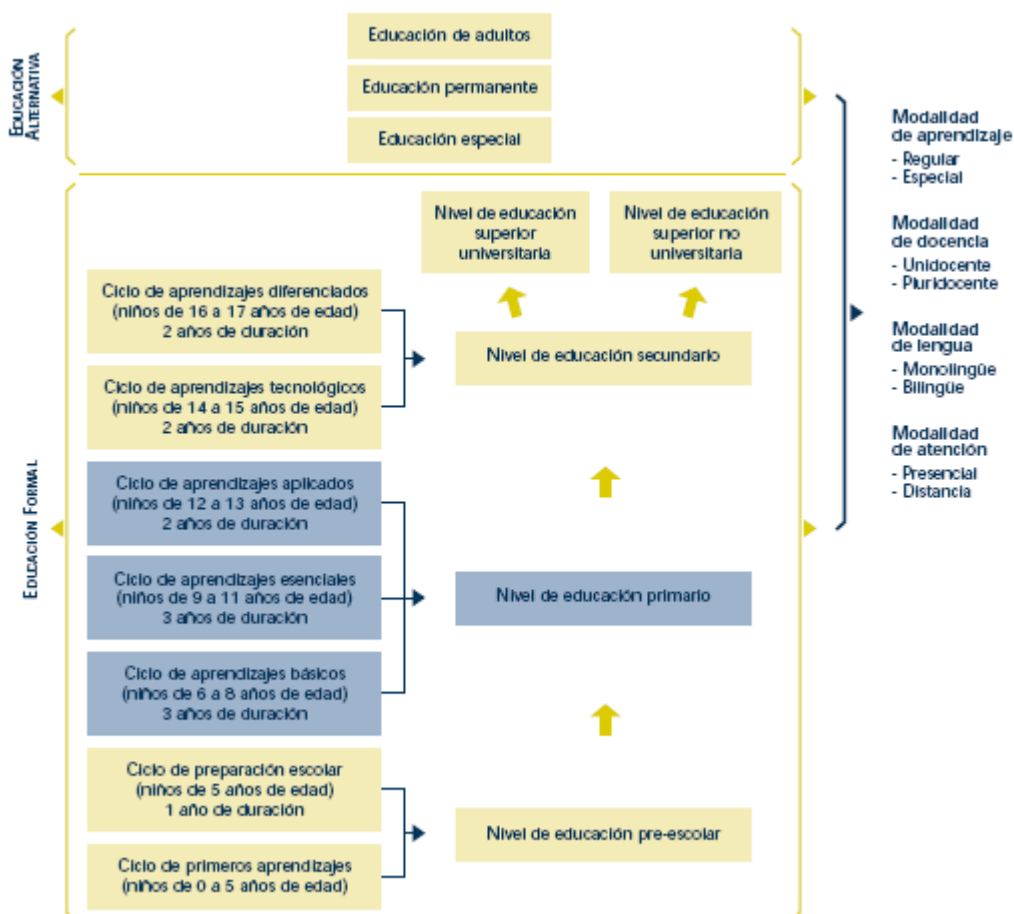 EDUCACIÓN
ALTERNATIVA
Educación de adultos
Educación permanente
Educación especial
Modalidad
de aprendizaje
- Regular
- Especial
Modalidad
de docencia
- Unidocente
- Pluridocente
Modalidad
de lengua
- Monolingüe
- Bilingüe
Modalidad
de atención
- Presencial
- Distancia
EDUCACIÓN FORMAL
Nivel de educación
superior
universitaria
Nivel de educación
superior no
universitaria
Ciclo de aprendizajes diferenciados
(niños de 16 a 17 años de edad)
2 años de duración
Ciclo de aprendizajes tecnológicos
(niños de 14 a 15 años de edad)
2 años de duración
Nivel de educación secundario
Ciclo de aprendizajes aplicados
(niños de 12 a 13 años de edad)
2 años de duración
Ciclo de aprendizajes esenciales
(niños de 9 a 11 años de edad)
3 años de duración
Ciclo de aprendizajes básicos
(niños de 6 a 8 años de edad)
3 años de duración
Nivel de educación primario
Ciclo de preparación escolar
(niños de 5 años de edad)
1 año de duración
Ciclo de primeros aprendizajes
(niños de 0 a 5 años de edad)
Nivel de educación pre-escolar